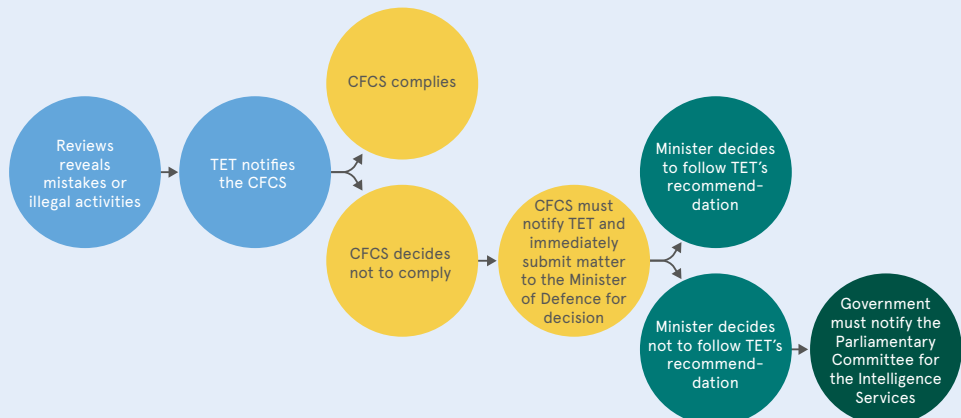 Reviews
reveals
mistakes or
illegal activities
TET notifies
the CFCS
CFCS complies
CFCS decides
not to comply
CFCS must
notify TET and
immediately
submit matter
to the Minister
of Defence for
decision
Minister decides
to follow TET's
recommend-
dation
Minister decides
not to follow TET's
recommend-
dation
Government
must notify the
Parliamentary
Committee for
the Intelligence
Services